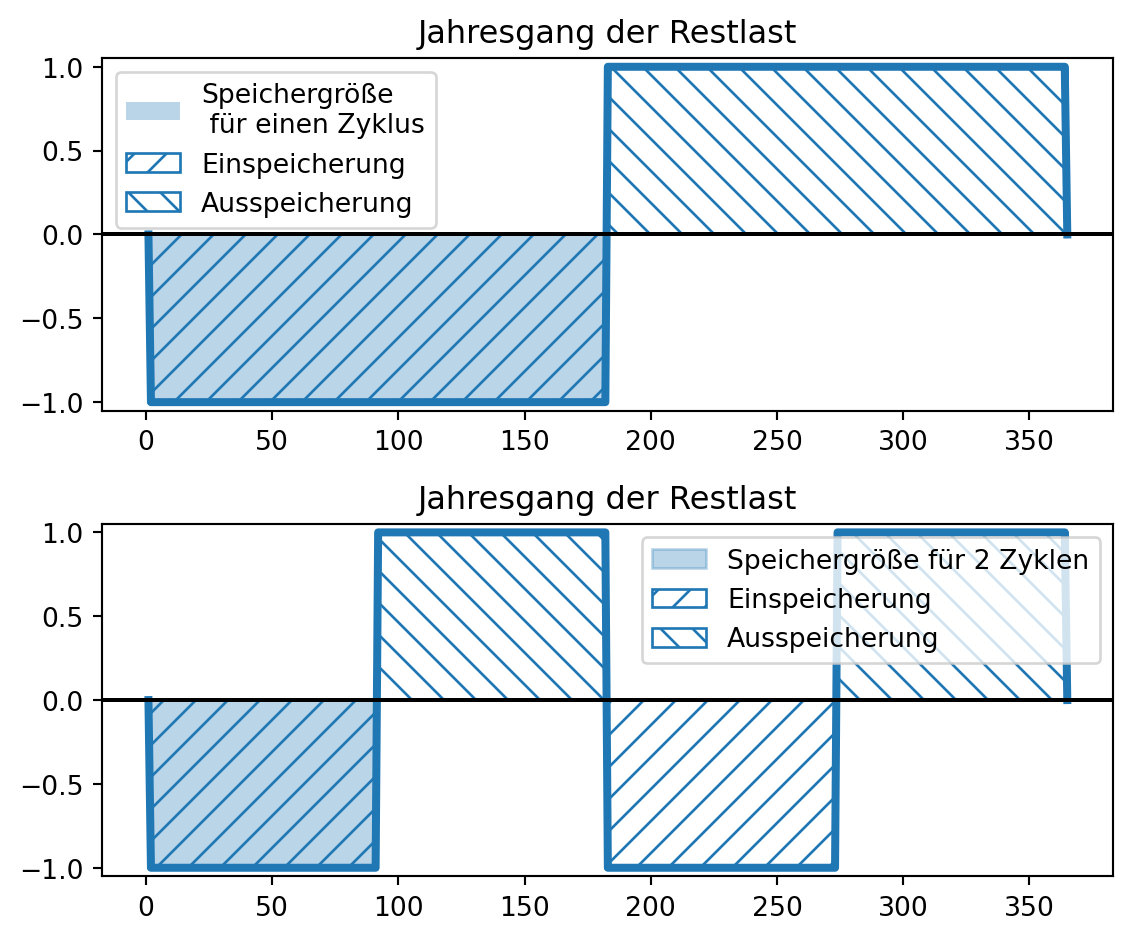 Jahresgang der Restlast
1.0
0.5
0.0
−0.5
−1.0
Speichergröße
für einen Zyklus
Einspeicherung
Ausspeicherung
0 50 100 150 200 250 300 350
Jahresgang der Restlast
1.0
0.5
0.0
−0.5
−1.0
Speichergröße für 2 Zyklen
Einspeicherung
Ausspeicherung
0 50 100 150 200 250 300 350